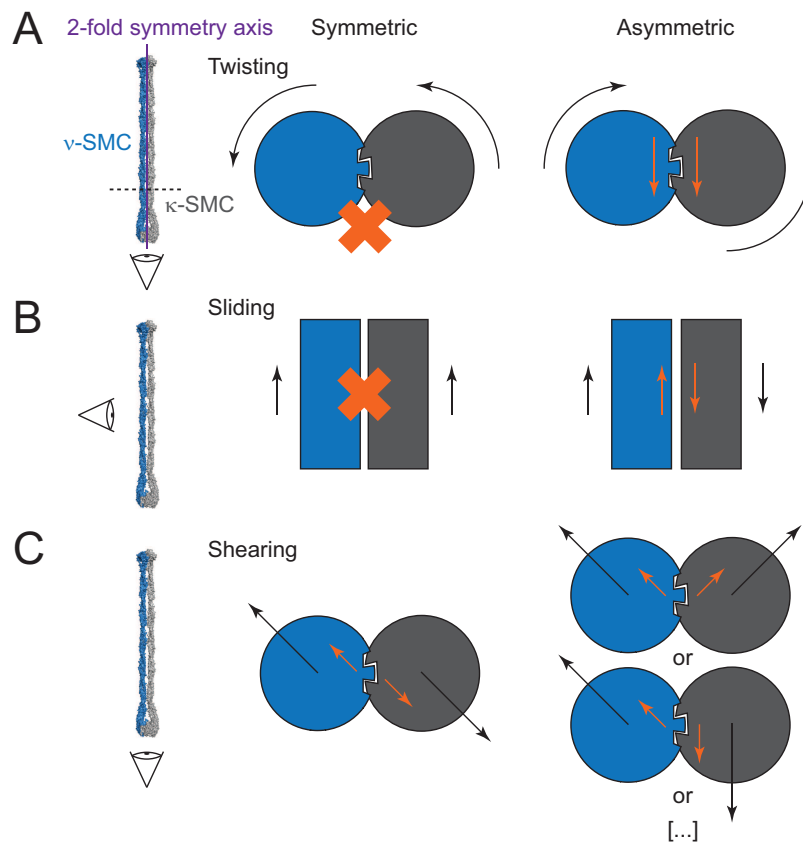 A
2-fold symmetry axis
Symmetric
Asymmetric
Twisting
ν-SMC
κ-SMC
B
Sliding
C
Shearing
or
or
[...]